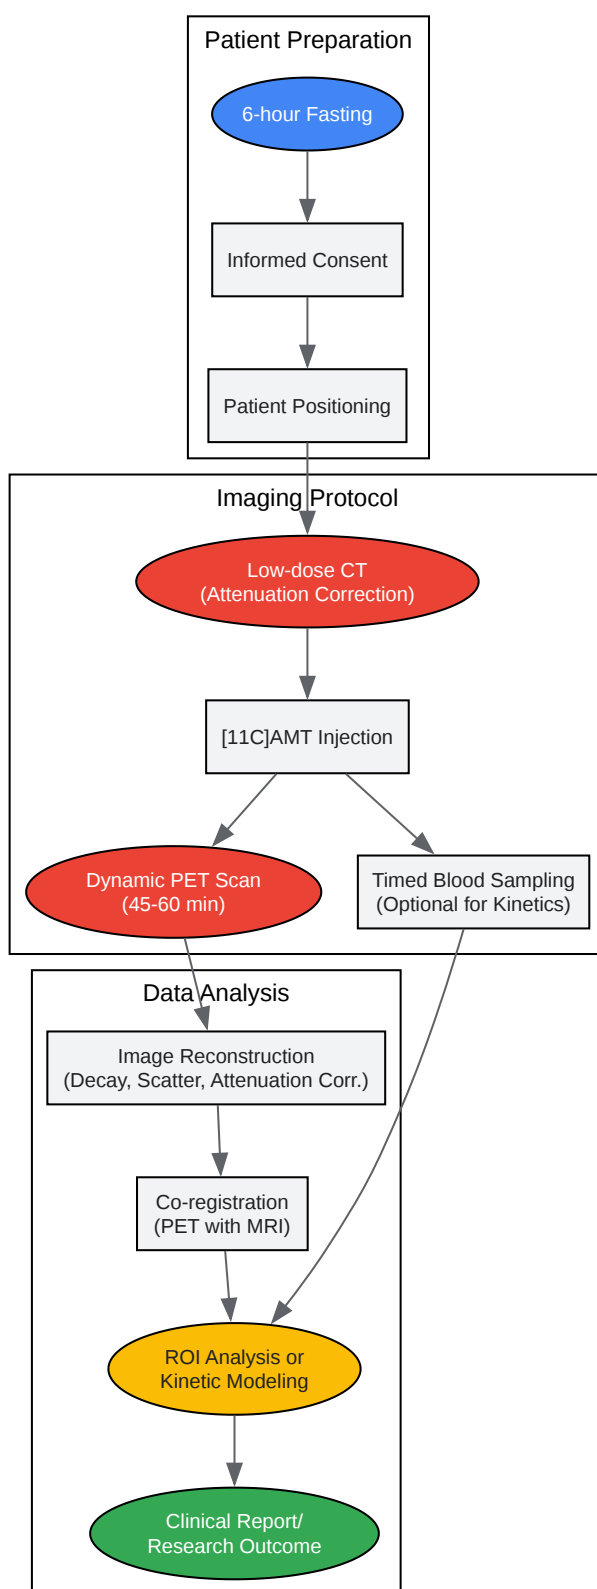 Patient Preparation
6-hour Fasting
Informed Consent
Patient Positioning
Imaging Protocol
Low-dose CT
(Attenuation Correction)
[11C]AMT Injection
Dynamic PET Scan
(45-60 min)
Timed Blood Sampling
(Optional for Kinetics)
Data Analysis
Image Reconstruction
(Decay, Scatter, Attenuation Corr.)
Co-registration
(PET with MRI)
ROI Analysis or
Kinetic Modeling
Clinical Report/
Research Outcome